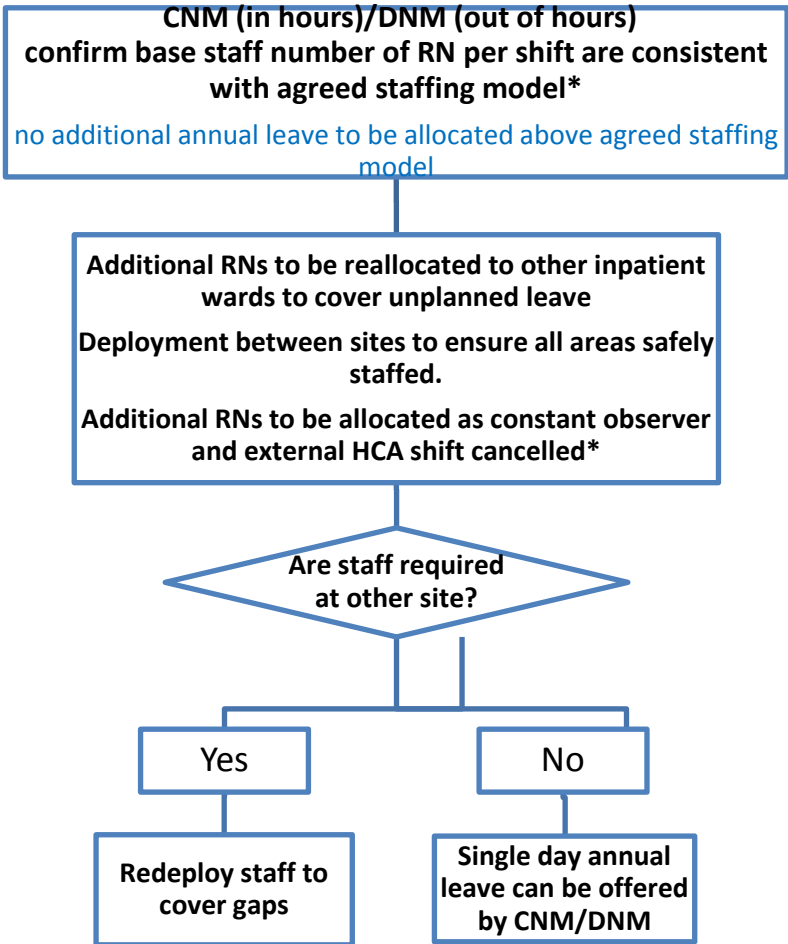 CNM (in hours)/DNM (out of hours)
confirm base staff number of RN per shift are consistent
with agreed staffing model*
no additional annual leave to be allocated above agreed staffing
model
Additional RNs to be reallocated to other inpatient
wards to cover unplanned leave
Deployment between sites to ensure all areas safely
staffed.
Additional RNs to be allocated as constant observer
and external HCA shift cancelled*
Are staff required
at other site?
Yes
No
Redeploy staff to
cover gaps
Single day annual
leave can be offered
by CNM/DNM